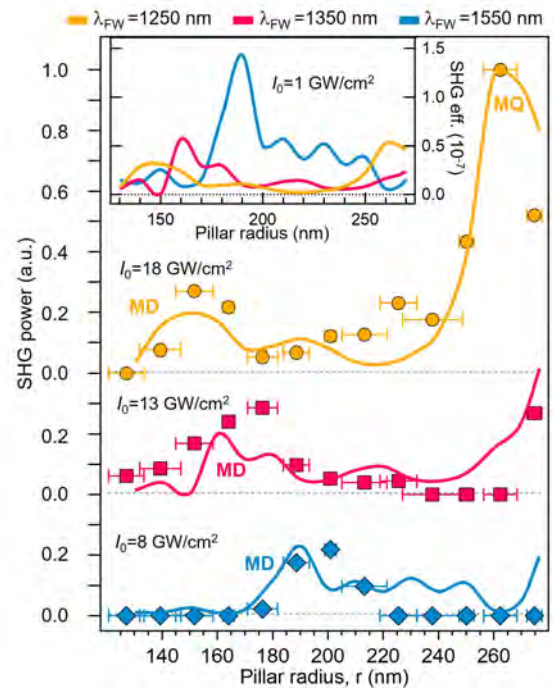 λFW=1250 nm λFW=1350 nm λFW=1550 nm
1.0
0.8
0.6
0.4
0.2
0.0
0.2
0.0
0.2
0.0
SHG power (a.u.)
I0=1 GW/cm²
1.5
1.0
0.5
0.0
SHG eff. (10⁻⁷)
150 200 250
Pillar radius (nm)
MQ
I0=18 GW/cm²
MD
I0=13 GW/cm²
MD
I0=8 GW/cm²
MD
140 160 180 200 220 240 260
Pillar radius, r (nm)